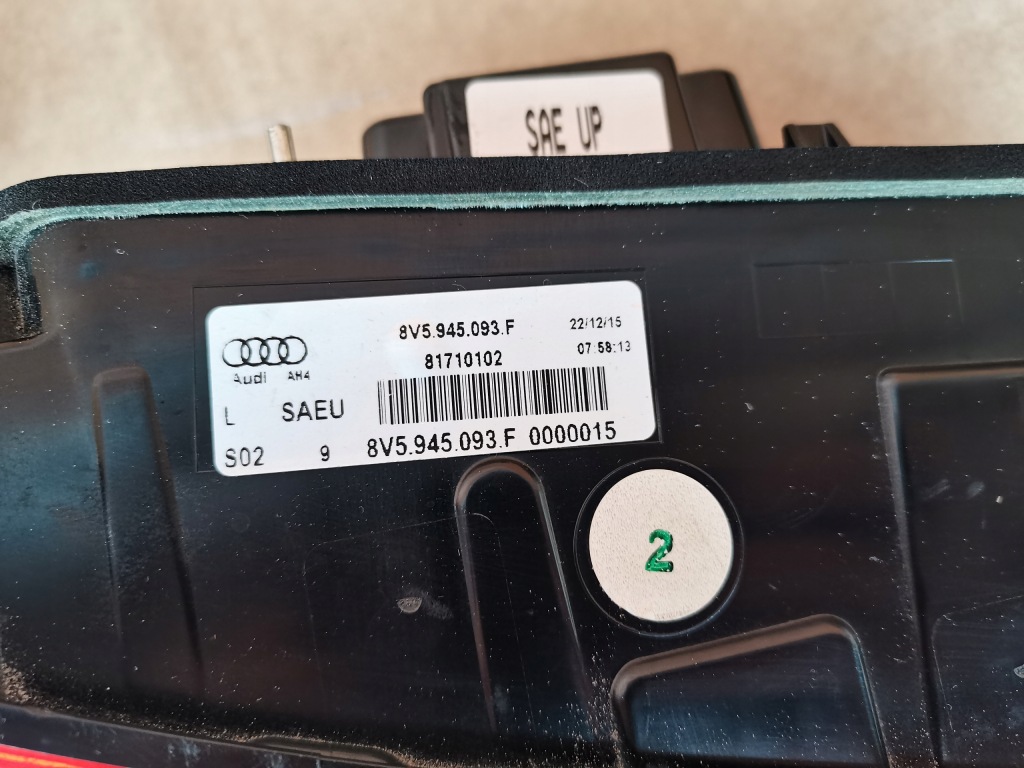 SAE UP
8V5.945.093.F 22/12/15
81710102 07:58:13
Audi AH4
L SAEU
S02 9 8V5.945.093.F 0000015
2